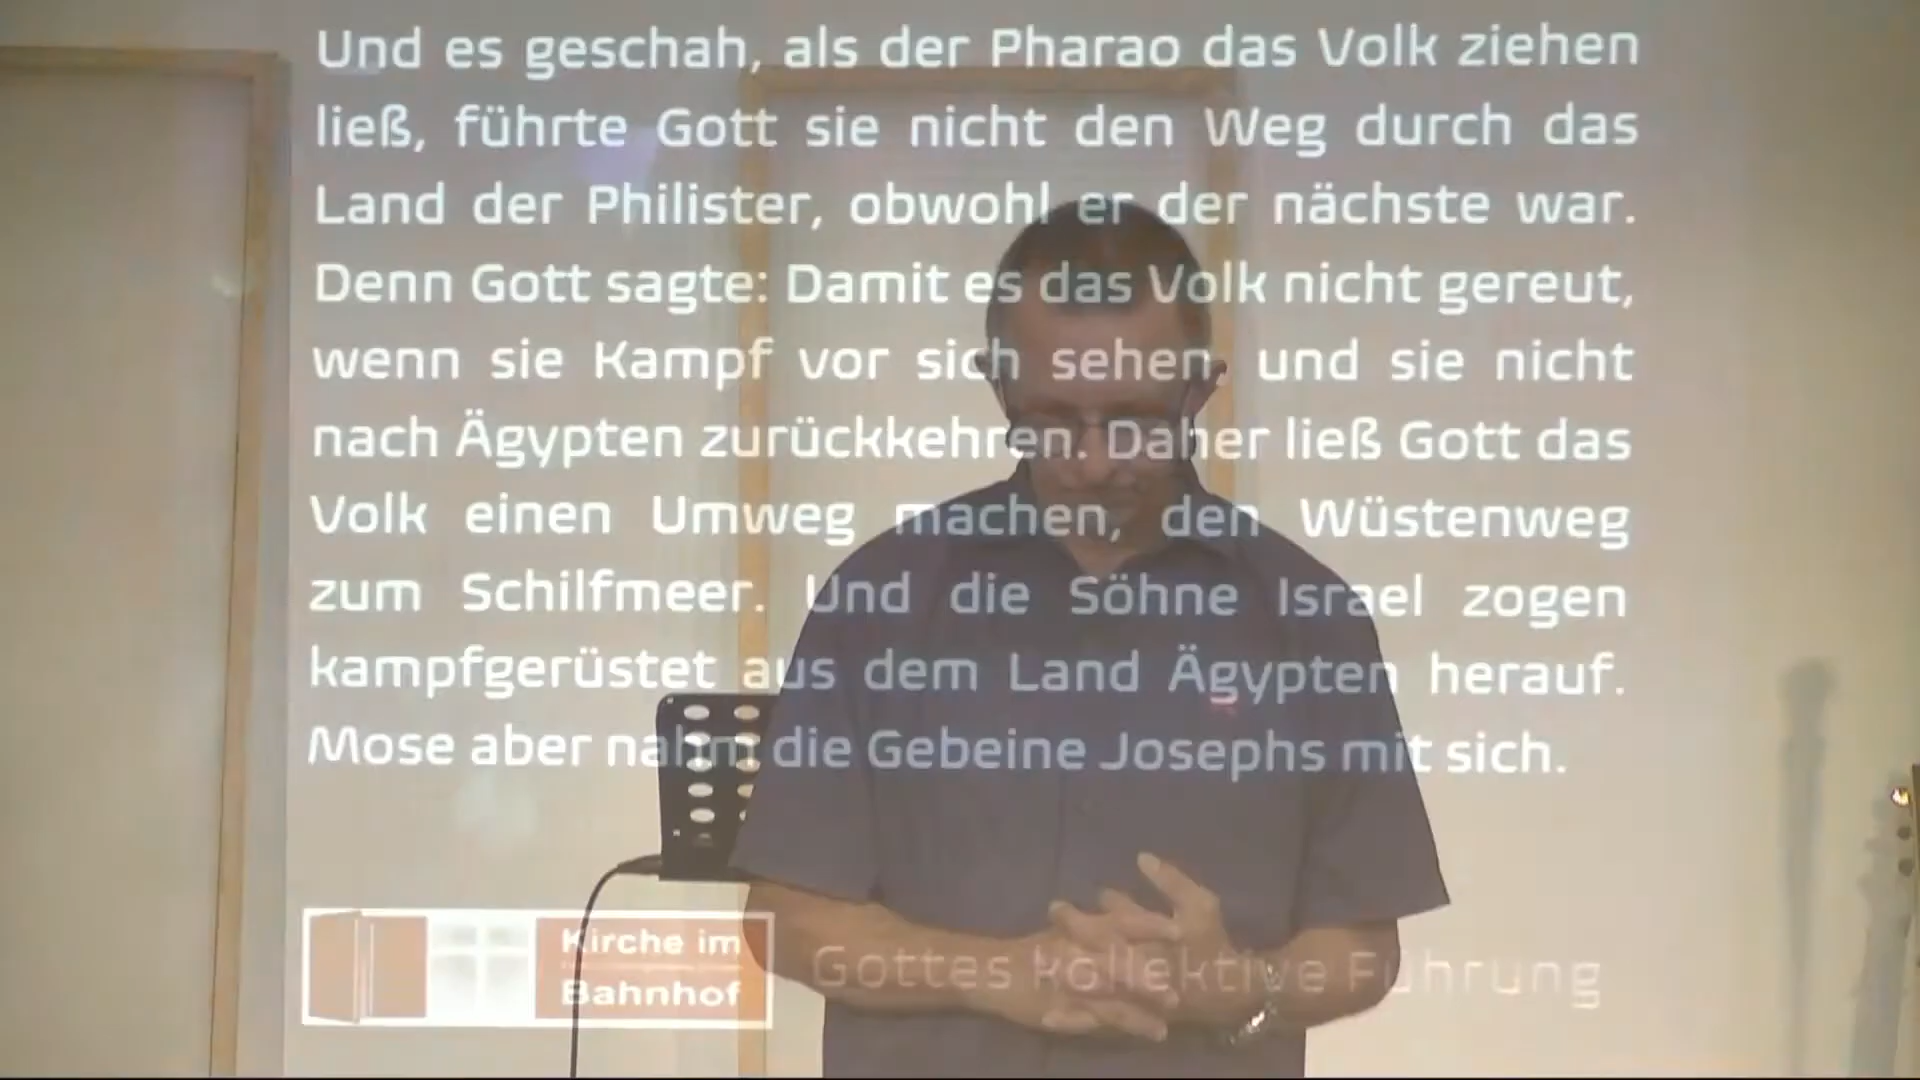 Und es geschah, als der Pharao das Volk ziehen
ließ, führte Gott sie nicht den Weg durch das
Land der Philister, obwohl er der nächste war.
Denn Gott sagte: Damit es das Volk nicht gereut,
wenn sie Kampf vor sich sehen, und sie nicht
nach Ägypten zurückkehren. Daher ließ Gott das
Volk einen Umweg machen, den Wüstenweg
zum Schilfmeer. Und die Söhne Israel zogen
kampfgerüstet aus dem Land Ägypten herauf.
Mose aber nahm die Gebeine Josephs mit sich.
Kirche im
Bahnhof
Gottes kollektive Führung